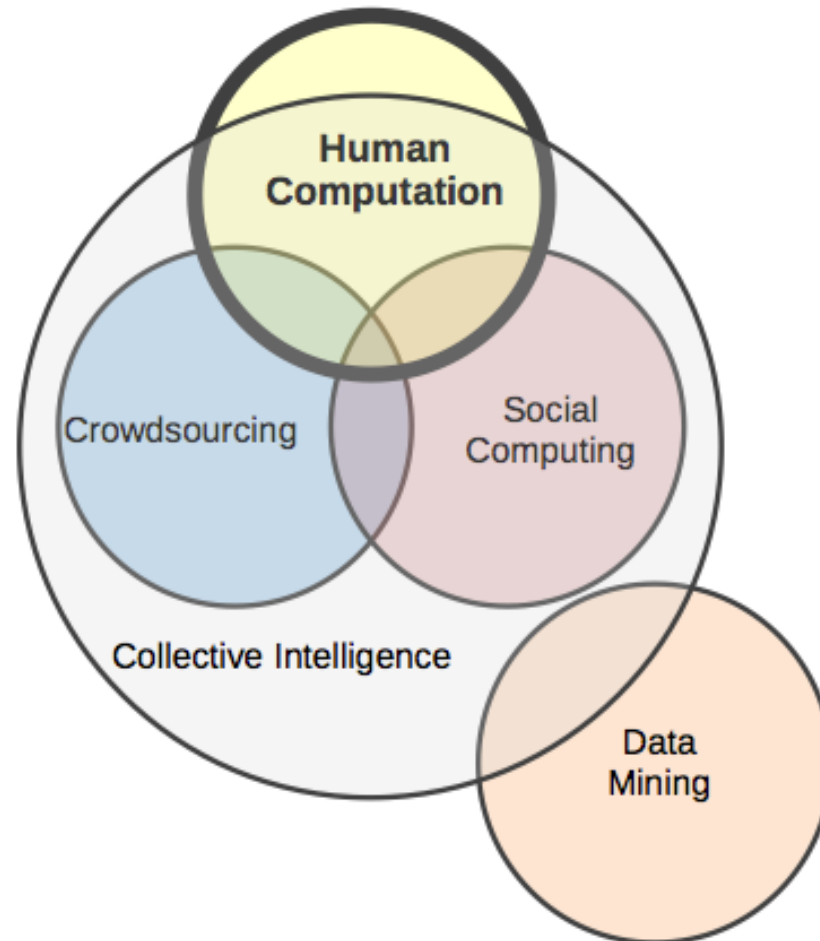 Human
Computation
Crowdsourcing
Social
Computing
Collective Intelligence
Data
Mining